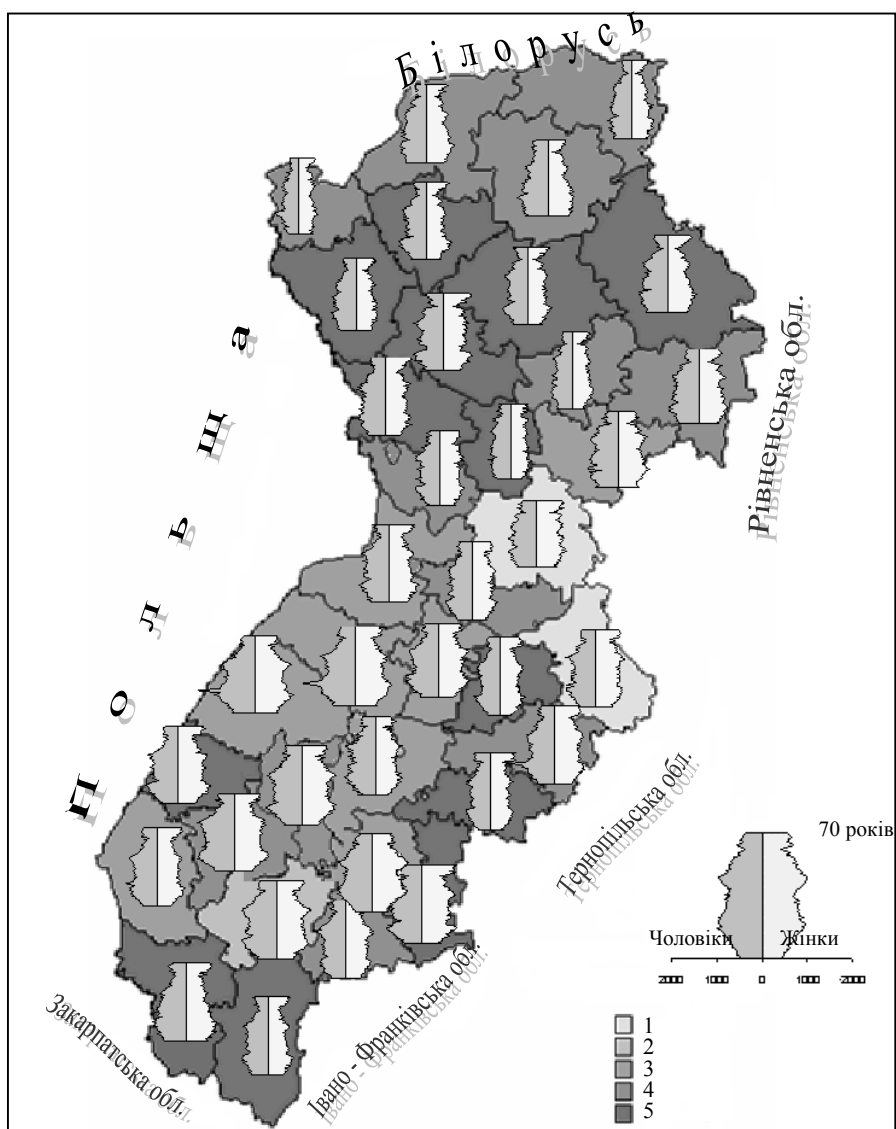 Білорусь
Польща
Рівненська обл.
Тернопільська обл.
70 років
Чоловіки Жінки
2000 1000 0 -1000 -2000
Закарпатська обл.
Івано - Франківська обл.
1
2
3
4
5